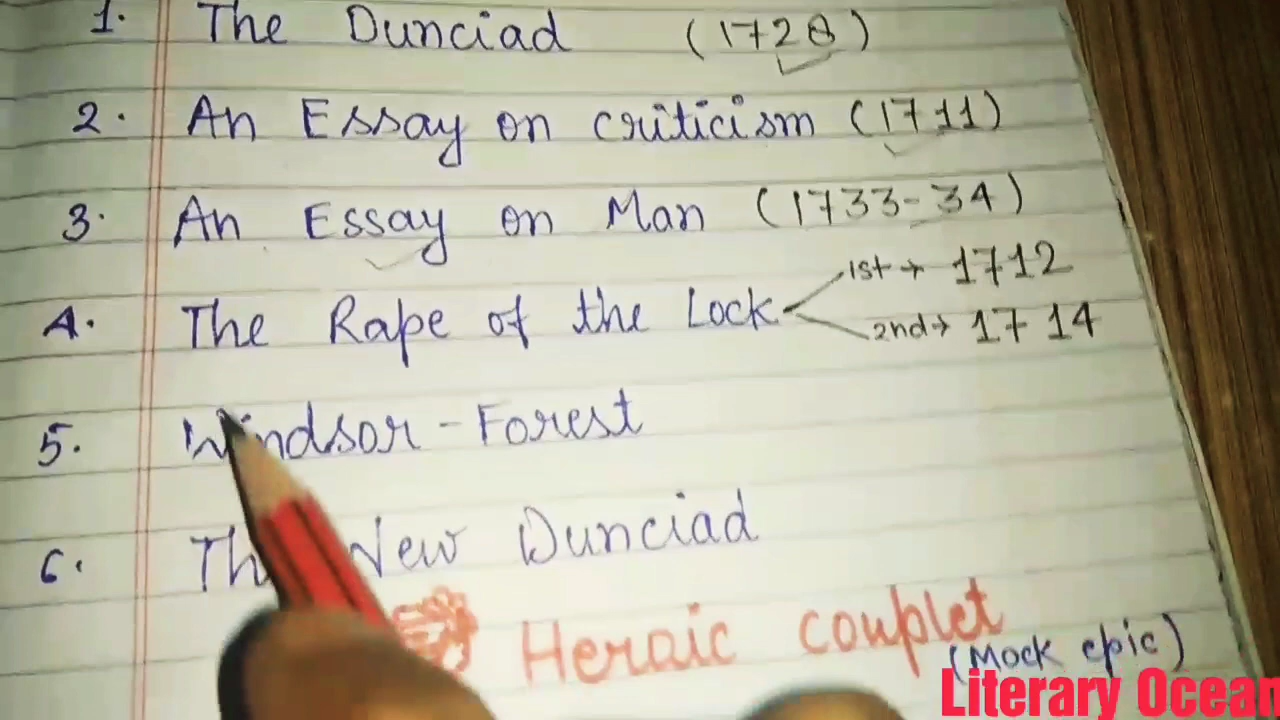 1. The Dunciad (1728)
2. An Essay on criticism (1711)
3. An Essay on Man (1733-34)
4. The Rape of the Lock 1st → 1712
2nd → 1714
5. Windsor-Forest
6. The New Dunciad
Heroic couplet
(Mock epic)
Literary Ocean